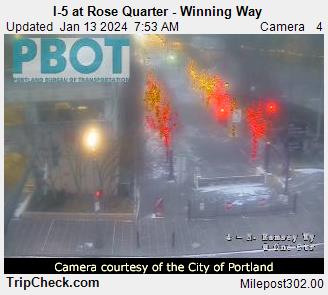 I-5 at Rose Quarter - Winning Way
Updated  Jan 13 2024  7:53 AM
Camera  4
PBOT
PORTLAND BUREAU OF TRANSPORTATION
Camera courtesy of the City of Portland
TripCheck.com
Milepost302.00